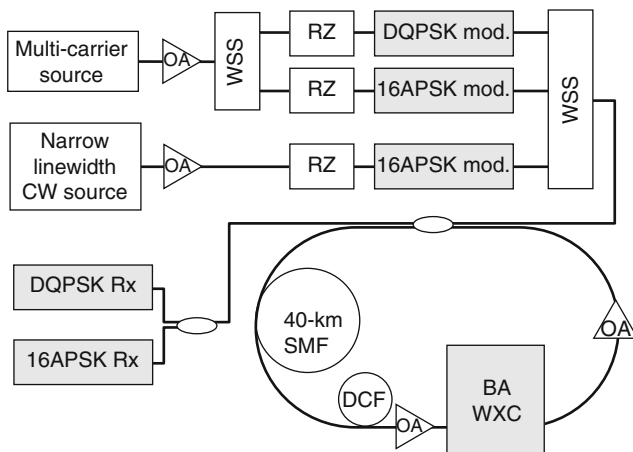 Multi-carrier
source
OA
WSS
RZ
DQPSK mod.
RZ
16APSK mod.
WSS
Narrow
linewidth
CW source
OA
RZ
16APSK mod.
DQPSK Rx
16APSK Rx
40-km
SMF
DCF
OA
BA
WXC
OA